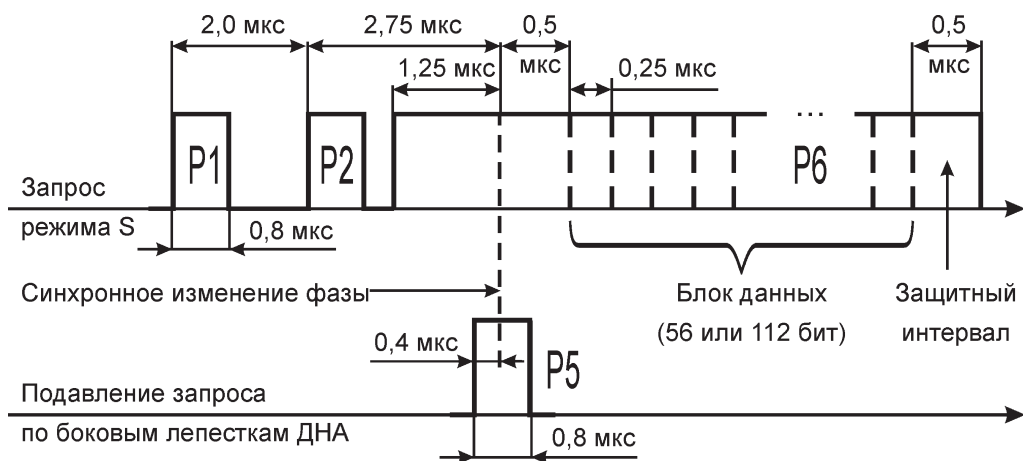 2,0 мкс
2,75 мкс
0,5
мкс
0,5
мкс
1,25 мкс
0,25 мкс
P1
P2
...
P6
Запрос
режима S
0,8 мкс
Синхронное изменение фазы
Блок данных
(56 или 112 бит)
Защитный
интервал
0,4 мкс
P5
Подавление запроса
по боковым лепесткам ДНА
0,8 мкс